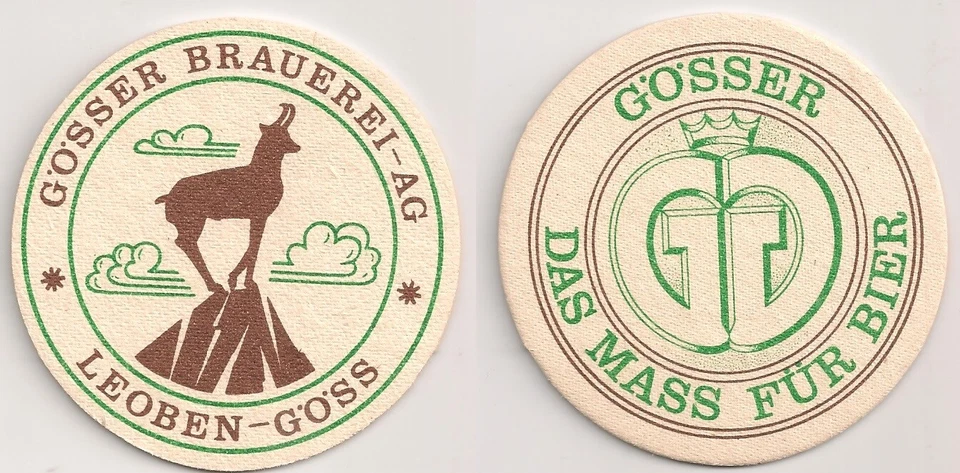 GÖSSER BRAUEREI-AG
LEOBEN-GÖSS
GÖSSER
DAS MASS FÜR BIER